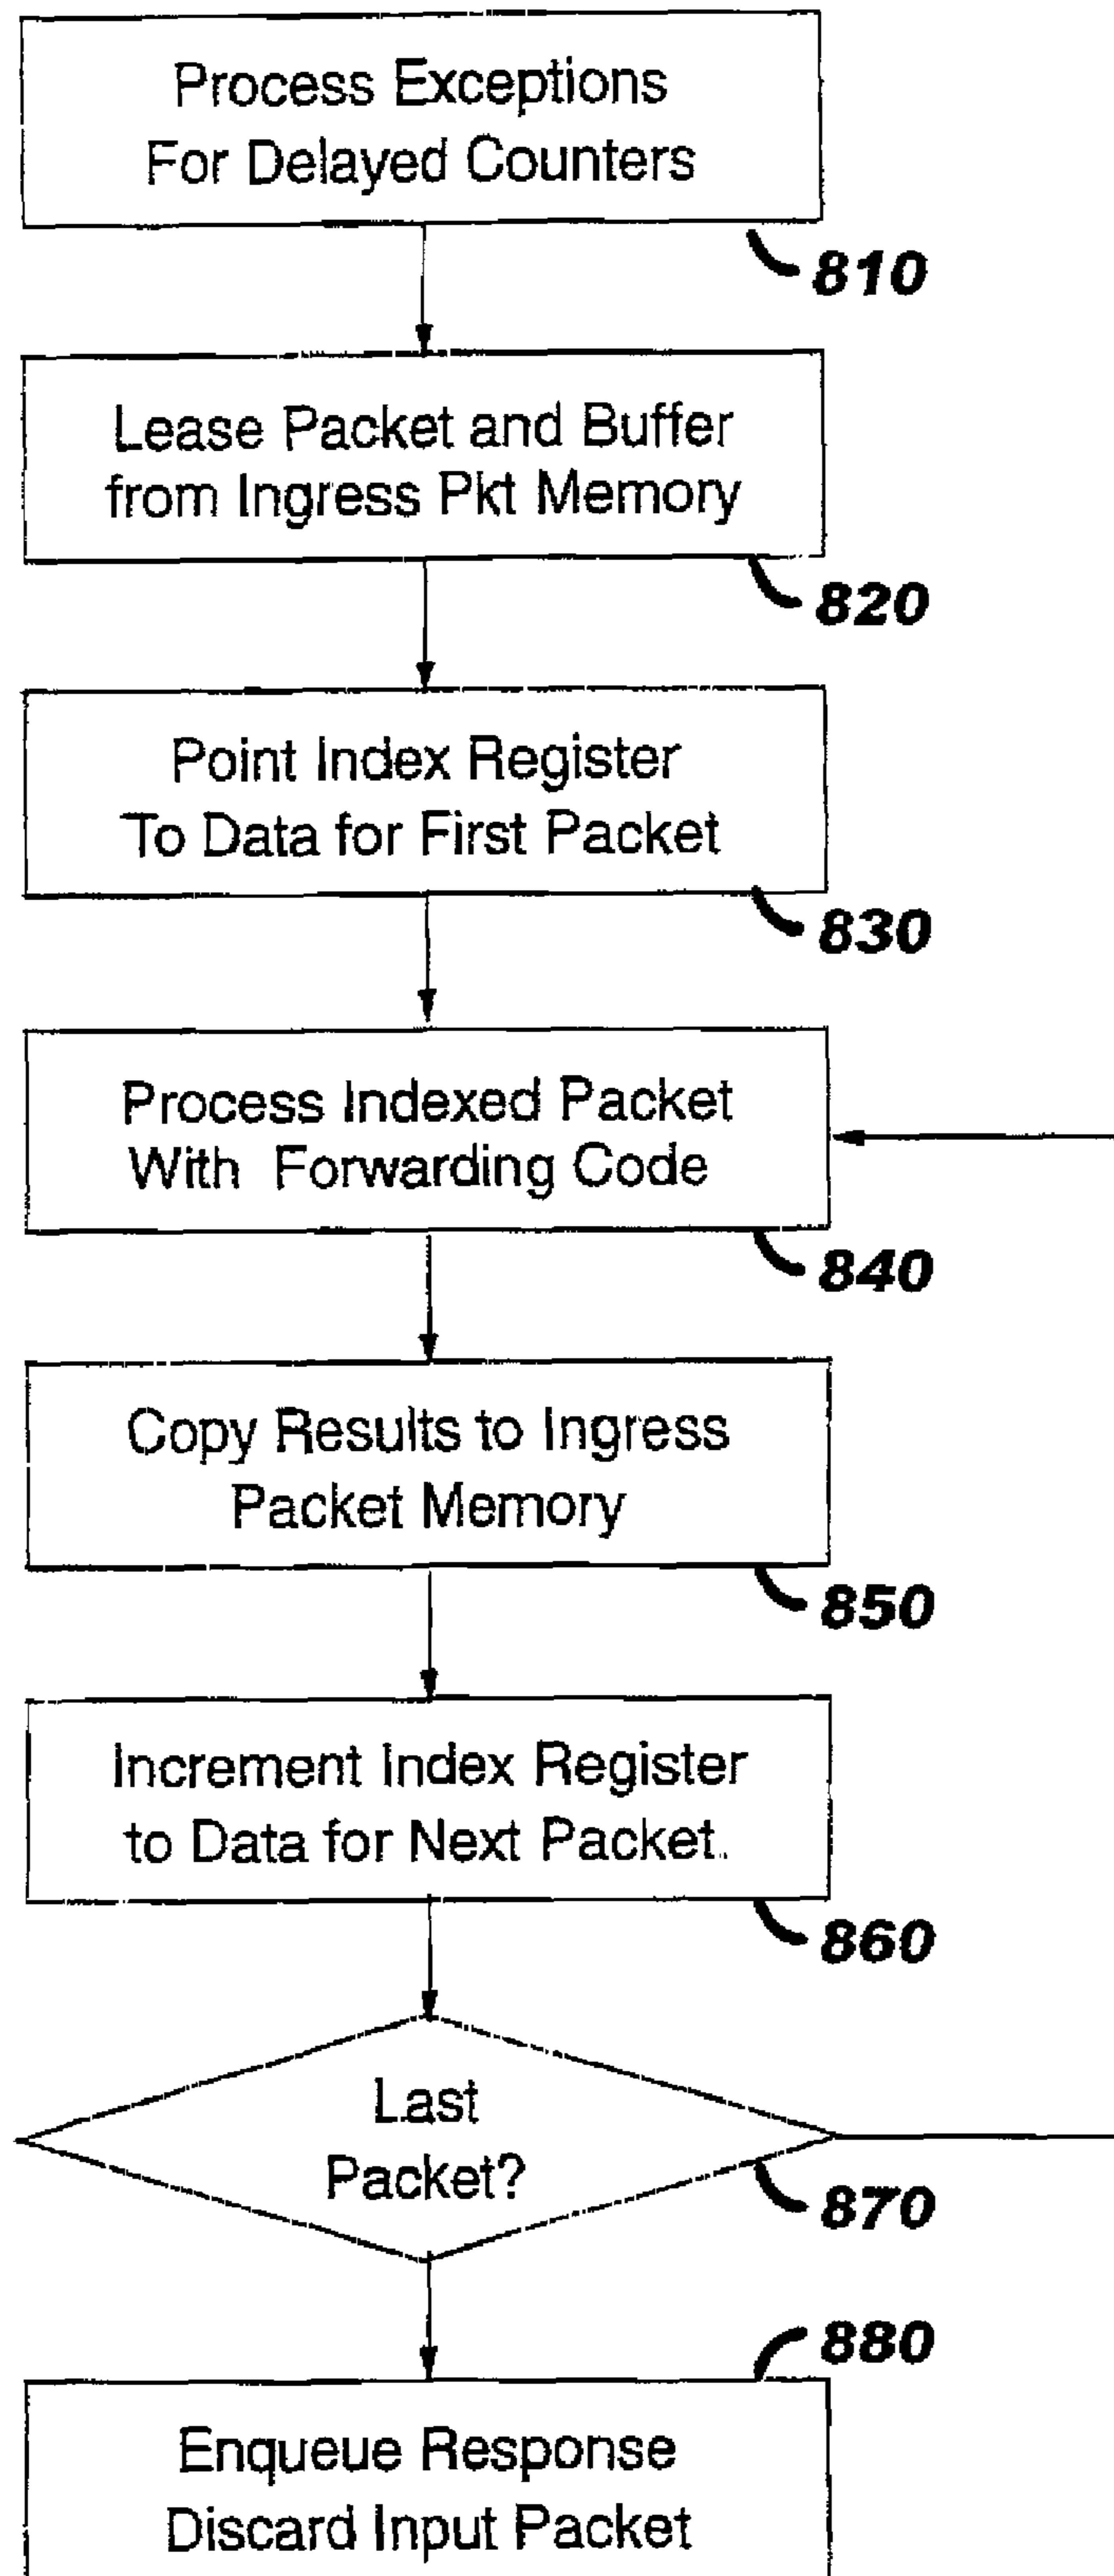 Process Exceptions
For Delayed Counters
810
Lease Packet and Buffer
from Ingress Pkt Memory
820
Point Index Register
To Data for First Packet
830
Process Indexed Packet
With Forwarding Code
840
Copy Results to Ingress
Packet Memory
850
Increment Index Register
to Data for Next Packet.
860
Last
Packet?
870
880
Enqueue Response
Discard Input Packet